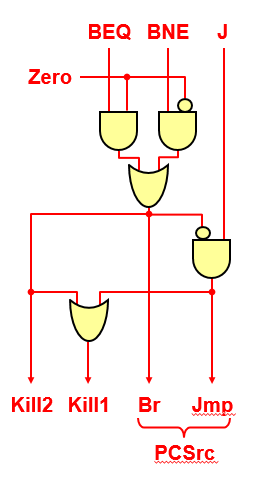 BEQ BNE J
Zero
Kill2 Kill1 Br Jmp
PCSrc